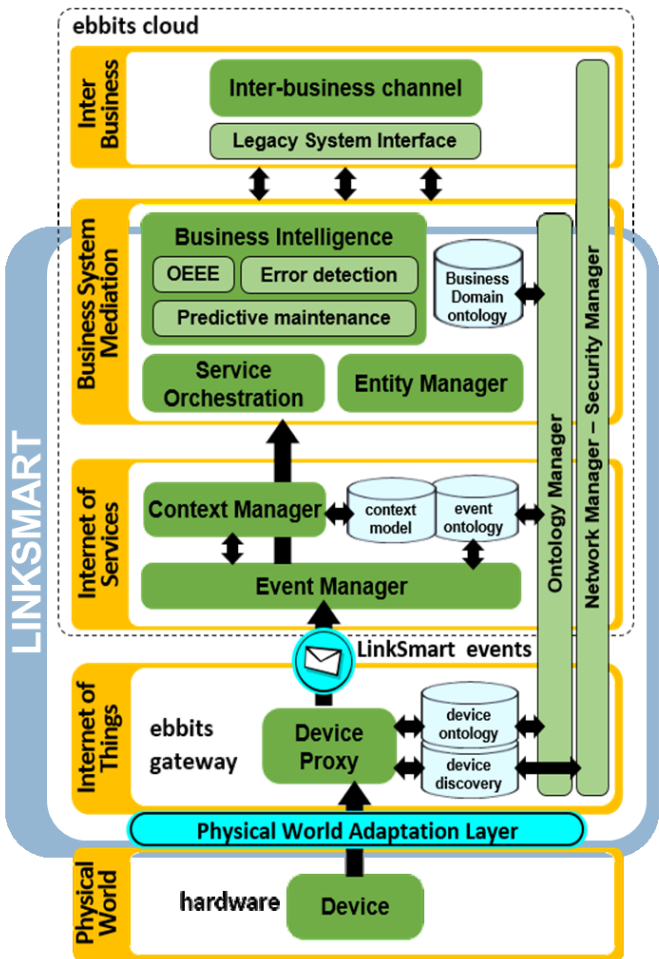 ebbits cloud
Inter
Business
Inter-business channel
Legacy System Interface
Business System
Mediation
Business Intelligence
OEEE
Error detection
Predictive maintenance
Business
Domain
ontology
Service
Orchestration
Entity Manager
LINKSMART
Internet of
Services
Context Manager
context
model
event
ontology
Event Manager
Ontology Manager
Network Manager – Security Manager
LinkSmart events
Internet of
Things
ebbits
gateway
Device
Proxy
device
ontology
device
discovery
Physical World Adaptation Layer
Physical
World
hardware
Device